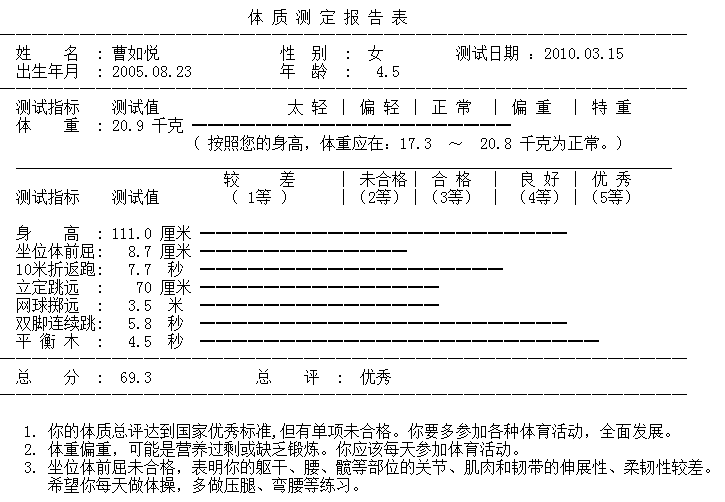 体 质 测 定 报 告 表
姓 名 : 曹如悦 性 别 : 女 测试日期 : 2010.03.15
出生年月 : 2005.08.23 年 龄 : 4.5
测试指标 测试值 太 轻 | 偏 轻 | 正 常 | 偏 重 | 特 重
体 重 : 20.9 千克
( 按照您的身高, 体重应在: 17.3 ~ 20.8 千克为正常。)
较 差 | 未合格 | 合 格 | 良 好 | 优 秀
测试指标 测试值 ( 1等 ) | (2等) | (3等) | (4等) | (5等)
身 高 : 111.0 厘米
坐位体前屈: 8.7 厘米
10米折返跑: 7.7 秒
立定跳远 : 70 厘米
网球掷远 : 3.5 米
双脚连续跳: 5.8 秒
平 衡 木 : 4.5 秒
总 分 : 69.3 总 评 : 优秀
1. 你的体质总评达到国家优秀标准,但有单项未合格。你要多参加各种体育活动, 全面发展。
2. 体重偏重, 可能是营养过剩或缺乏锻炼。你应该每天参加体育活动。
3. 坐位体前屈未合格, 表明你的躯干、腰、髋等部位的关节、肌肉和韧带的伸展性、柔韧性较差。
希望你每天做体操, 多做压腿、弯腰等练习。